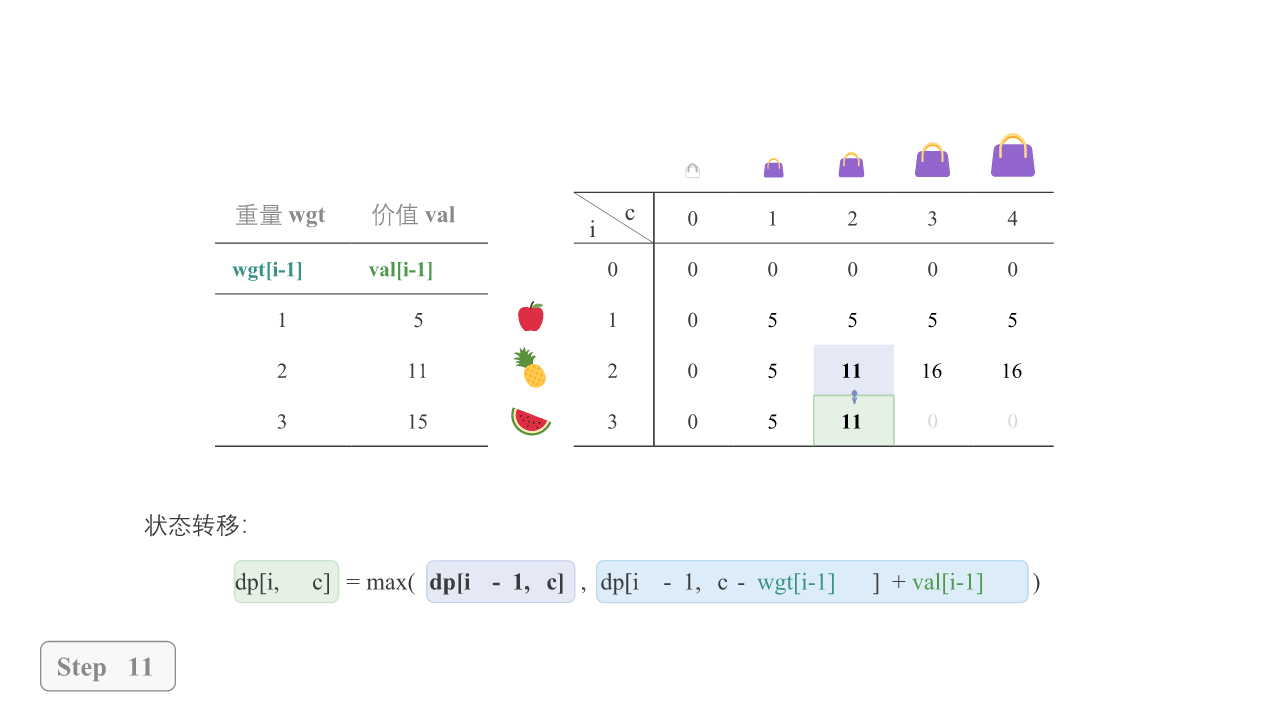 重量 wgt 价值 val
c
i
0 1 2 3 4
wgt[i-1] val[i-1]
0 0 0 0 0 0
1 5 1 0 5 5 5 5
2 11 2 0 5 11 16 16
3 15 3 0 5 11 0 0
状态转移：
dp[i, c] = max( dp[i - 1, c] , dp[i - 1, c - wgt[i-1] ] + val[i-1] )
Step 11